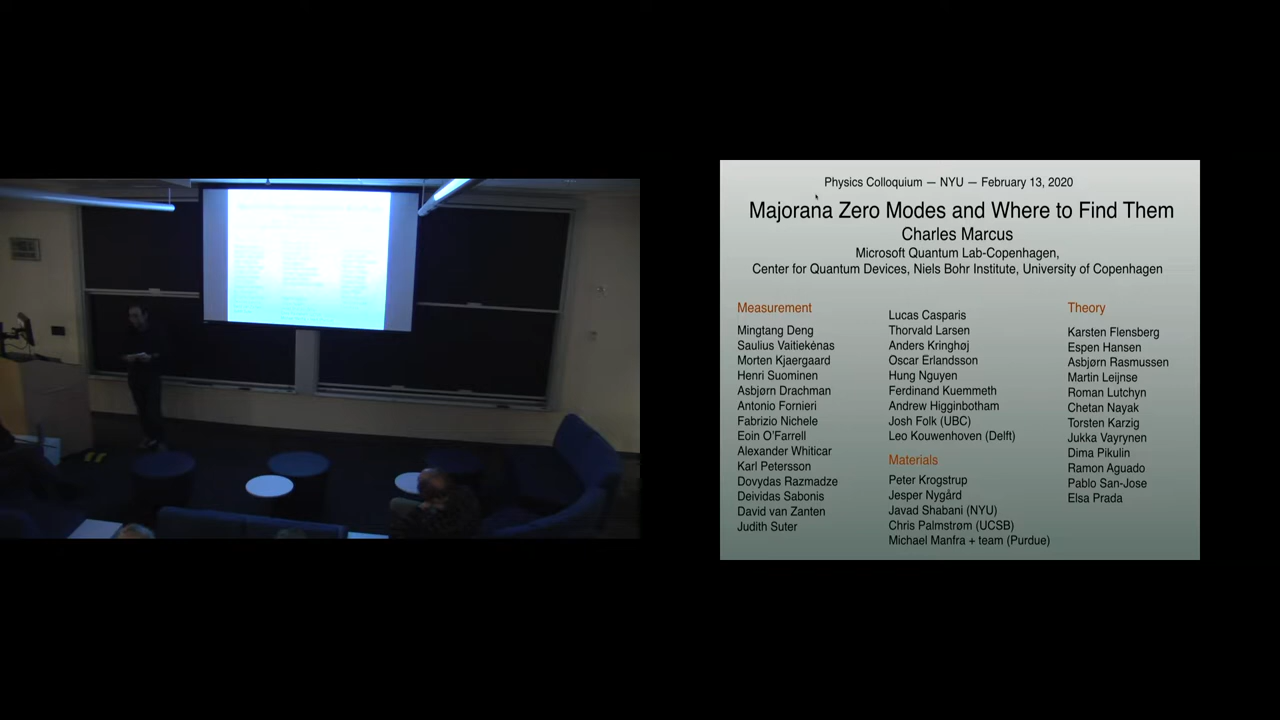 Physics Colloquium — NYU — February 13, 2020
Majorana Zero Modes and Where to Find Them
Charles Marcus
Microsoft Quantum Lab-Copenhagen,
Center for Quantum Devices, Niels Bohr Institute, University of Copenhagen
Measurement
Mingtang Deng
Saulius Vaitiekėnas
Morten Kjaergaard
Henri Suominen
Asbjørn Drachman
Antonio Fornieri
Fabrizio Nichele
Eoin O'Farrell
Alexander Whiticar
Karl Petersson
Dovydas Razmadze
Deividas Sabonis
David van Zanten
Judith Suter
Lucas Casparis
Thorvald Larsen
Anders Kringhøj
Oscar Erlandsson
Hung Nguyen
Ferdinand Kuemmeth
Andrew Higginbotham
Josh Folk (UBC)
Leo Kouwenhoven (Delft)
Materials
Peter Krogstrup
Jesper Nygård
Javad Shabani (NYU)
Chris Palmstrøm (UCSB)
Michael Manfra + team (Purdue)
Theory
Karsten Flensberg
Espen Hansen
Asbjørn Rasmussen
Martin Leijnse
Roman Lutchyn
Chetan Nayak
Torsten Karzig
Jukka Vayrynen
Dima Pikulin
Ramon Aguado
Pablo San-Jose
Elsa Prada